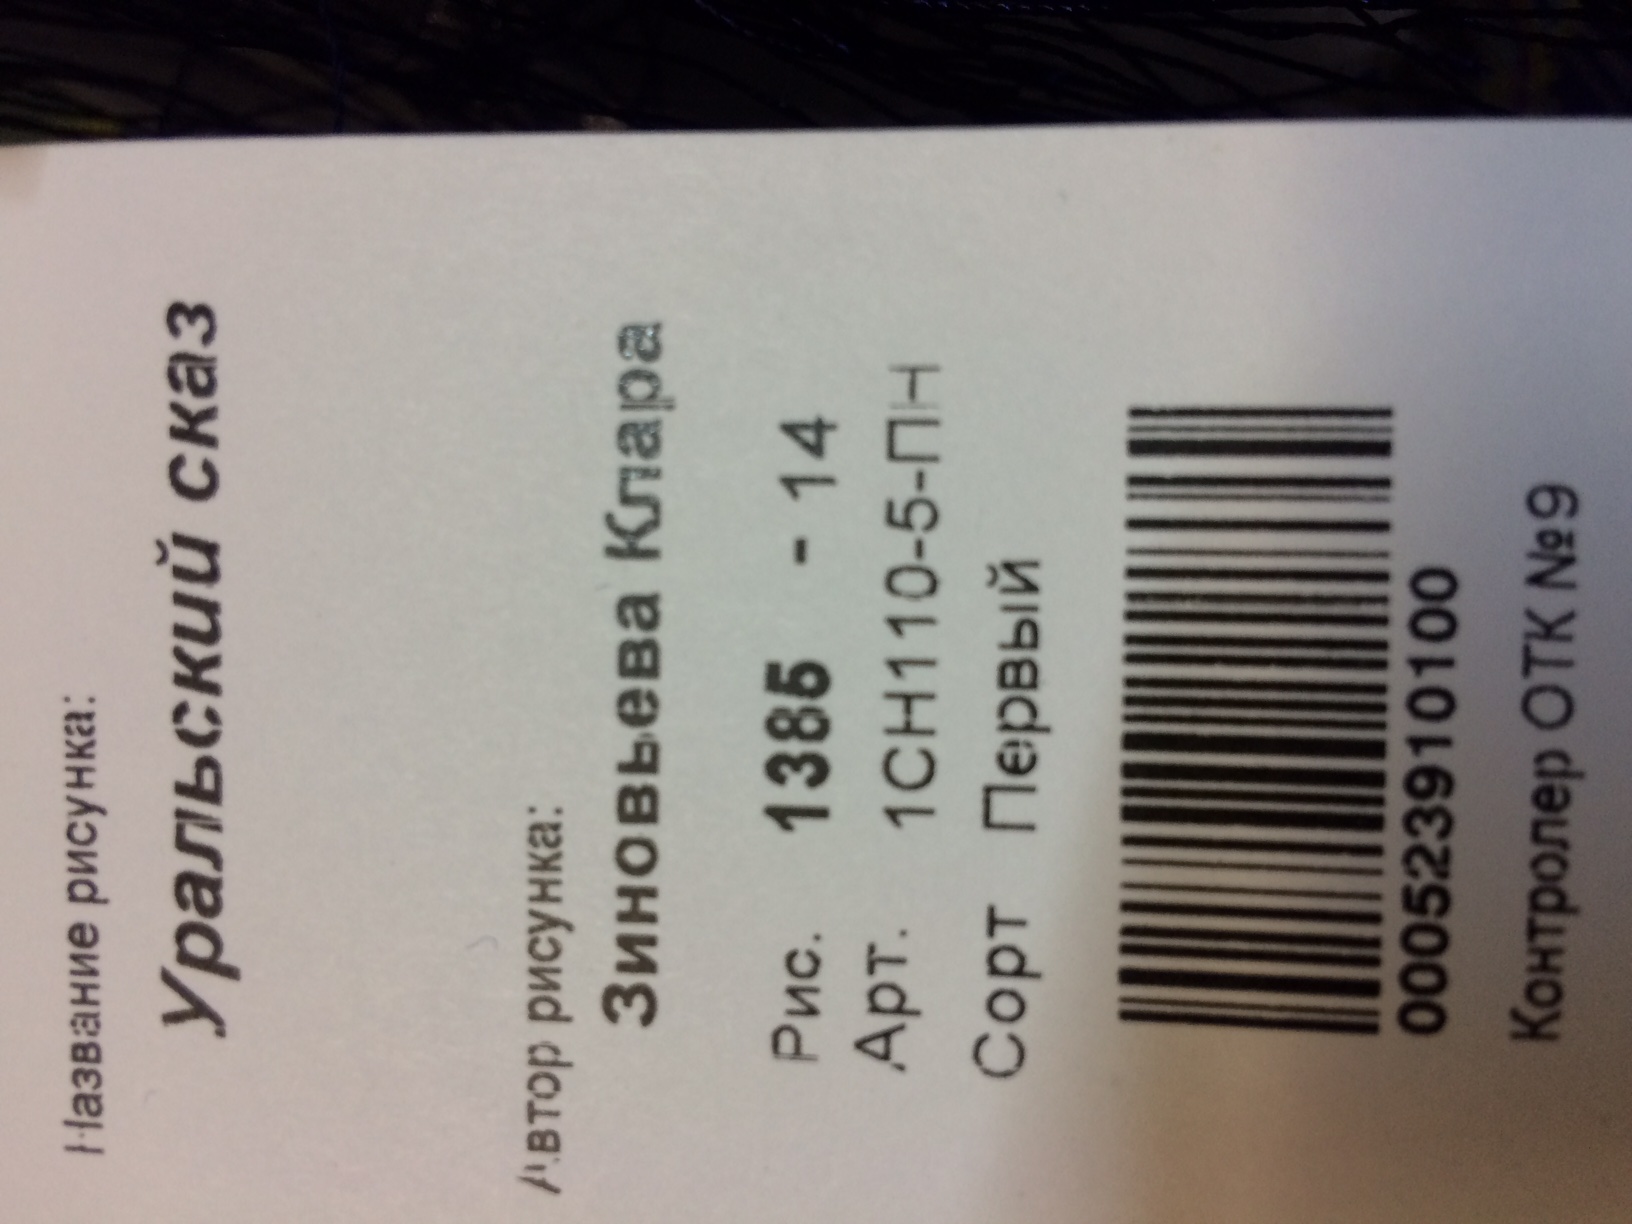 Название рисунка:
Уральский сказ
Автор рисунка:
Зиновьева Клара
Рис. 1385 - 14
Арт. 1СН110-5-ПН
Сорт Первый
000523910100
Контролер ОТК №9